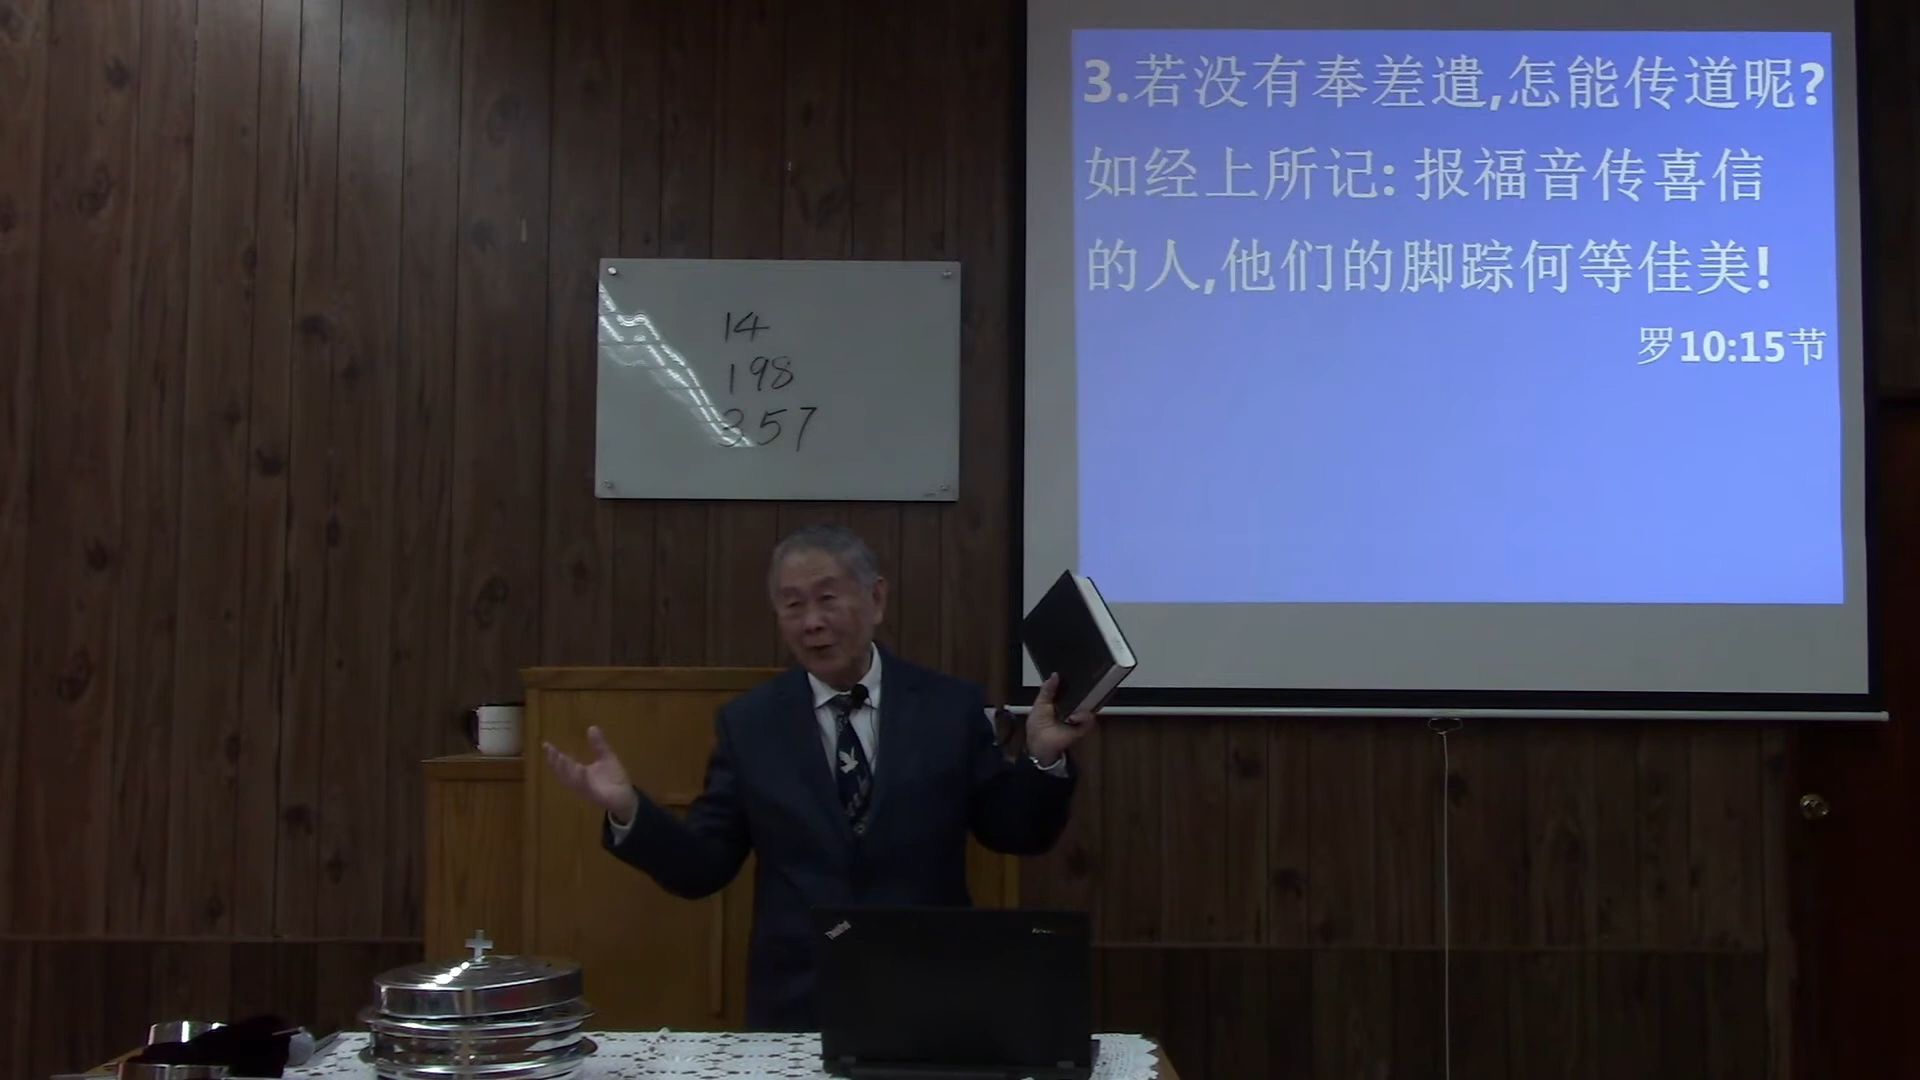 3.若没有奉差遣,怎能传道呢?
如经上所记: 报福音传喜信
的人,他们的脚踪何等佳美!
罗10:15节
14
198
357
ThinkPad